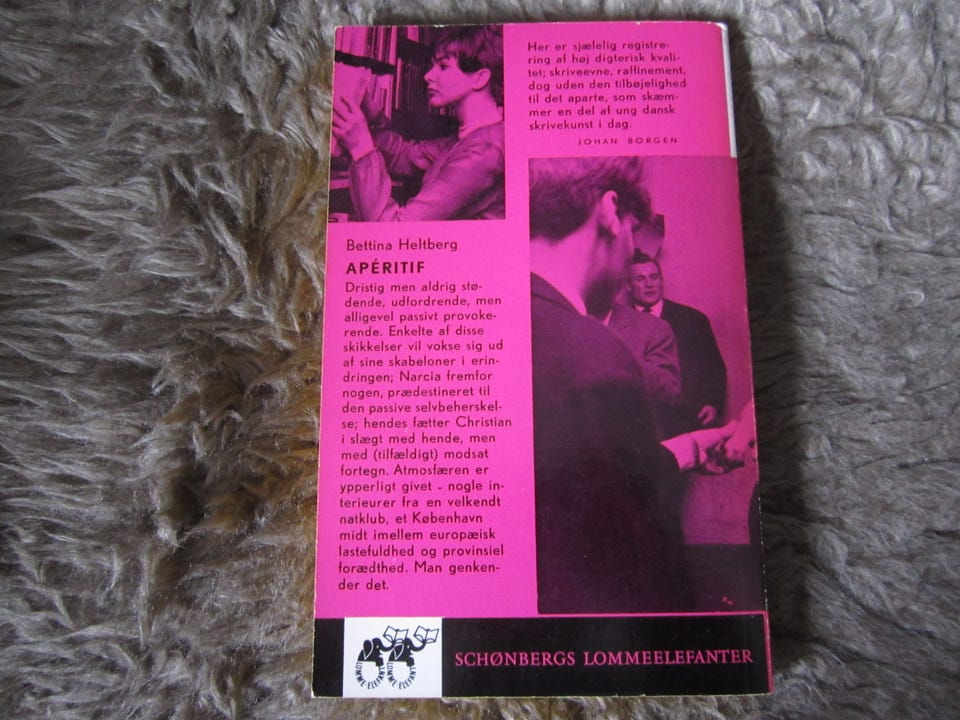 Her er sjælelig registre-
ring af høj digterisk kvali-
tet; skriveevne, raffinement,
dog uden den tilbøjelighed
til det aparte, som skæm-
mer en del af ung dansk
skrivekunst i dag.
JOHAN BORGEN
Bettina Heltberg
APÉRITIF
Dristig men aldrig stø-
dende, udfordrende, men
alligevel passivt provoke-
rende. Enkelte af disse
skikkelser vil vokse sig ud
af sine skabeloner i erin-
dringen; Narcia fremfor
nogen, prædestineret til
den passive selvbeherskel-
se; hendes fætter Christian
i slægt med hende, men
med (tilfældigt) modsat
fortegn. Atmosfæren er
ypperligt givet - nogle in-
terieurer fra en velkendt
natklub, et København
midt imellem europæisk
lastefuldhed og provinsiel
forædthed. Man genken-
der det.
LOMME-ELEFANT
LOMME-ELEFANT
SCHØNBERGS LOMMEELEFANTER